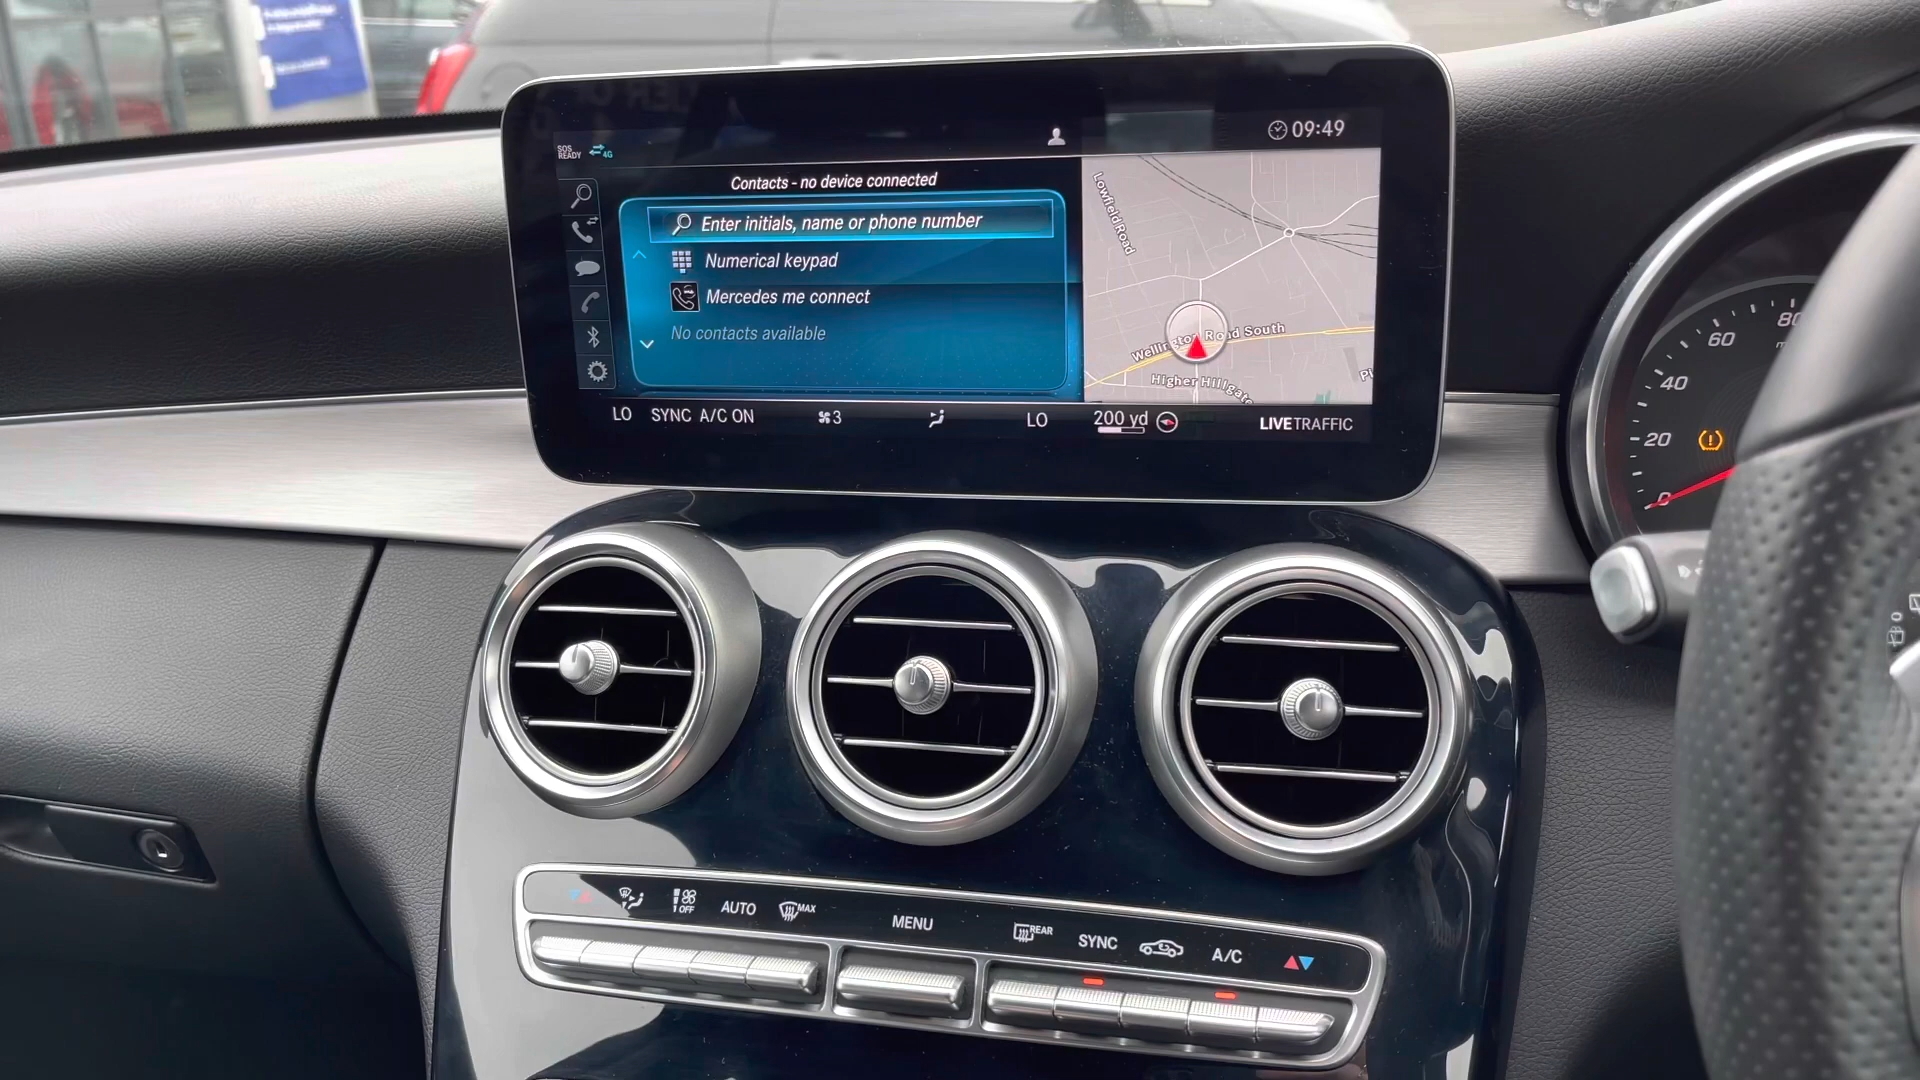 09:49
SOS
READY
4G
Contacts - no device connected
Enter initials, name or phone number
Numerical keypad
Mercedes me connect
No contacts available
Lowfield Road
Wellington Road South
Higher Hillgate
LO SYNC A/C ON 3 LO 200 yd LIVETRAFFIC
80
60
40
20
0
OFF
AUTO
MAX
MENU
REAR
SYNC
A/C